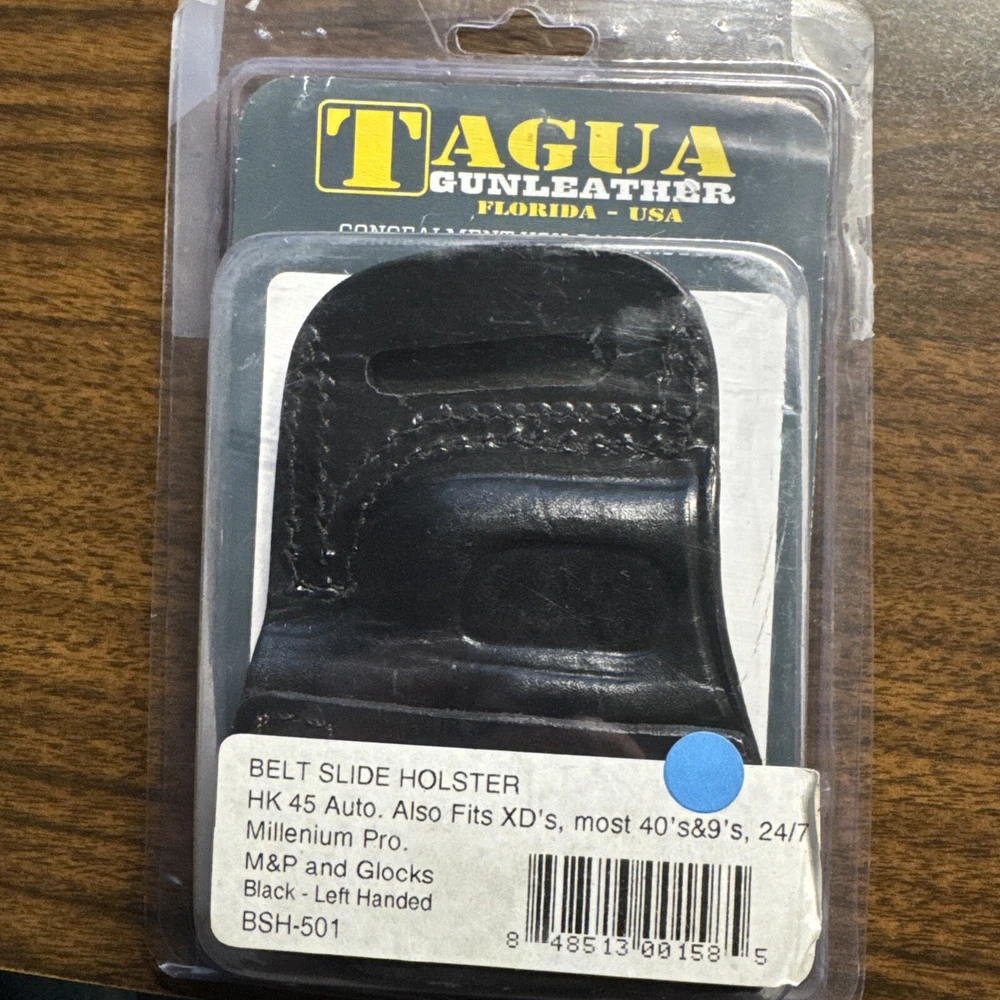 TAGUA
GUNLEATHER
FLORIDA - USA
CONCEALMENT
BELT SLIDE HOLSTER
HK 45 Auto. Also Fits XD's, most 40's&9's, 24/7
Millenium Pro.
M&P and Glocks
Black - Left Handed
BSH-501
8 48513 00158 5